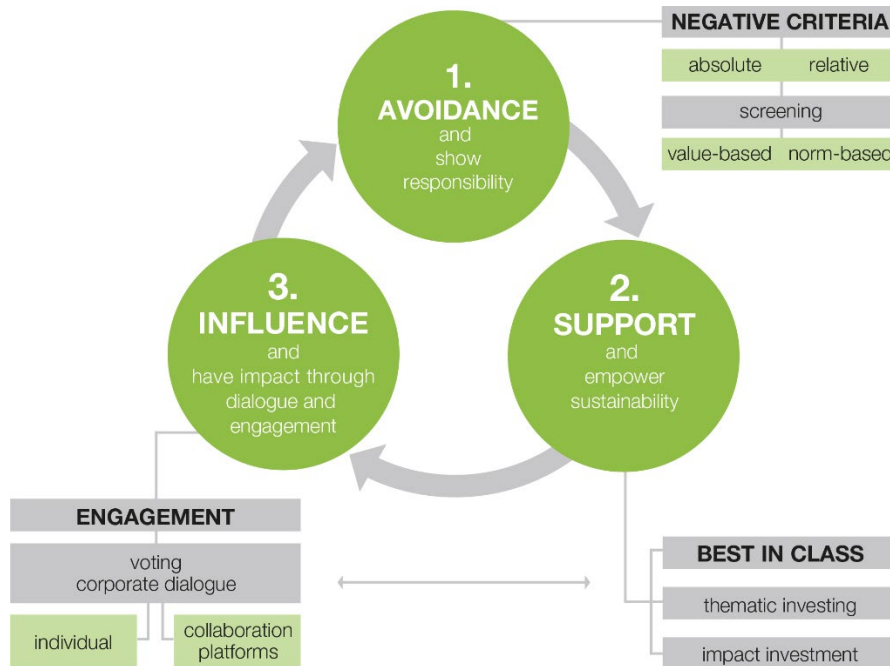 1.
AVOIDANCE
and
show
responsibility
NEGATIVE CRITERIA
absolute
relative
screening
value-based
norm-based
2.
SUPPORT
and
empower
sustainability
BEST IN CLASS
thematic investing
impact investment
3.
INFLUENCE
and
have impact through
dialogue and
engagement
ENGAGEMENT
voting
corporate dialogue
individual
collaboration
platforms